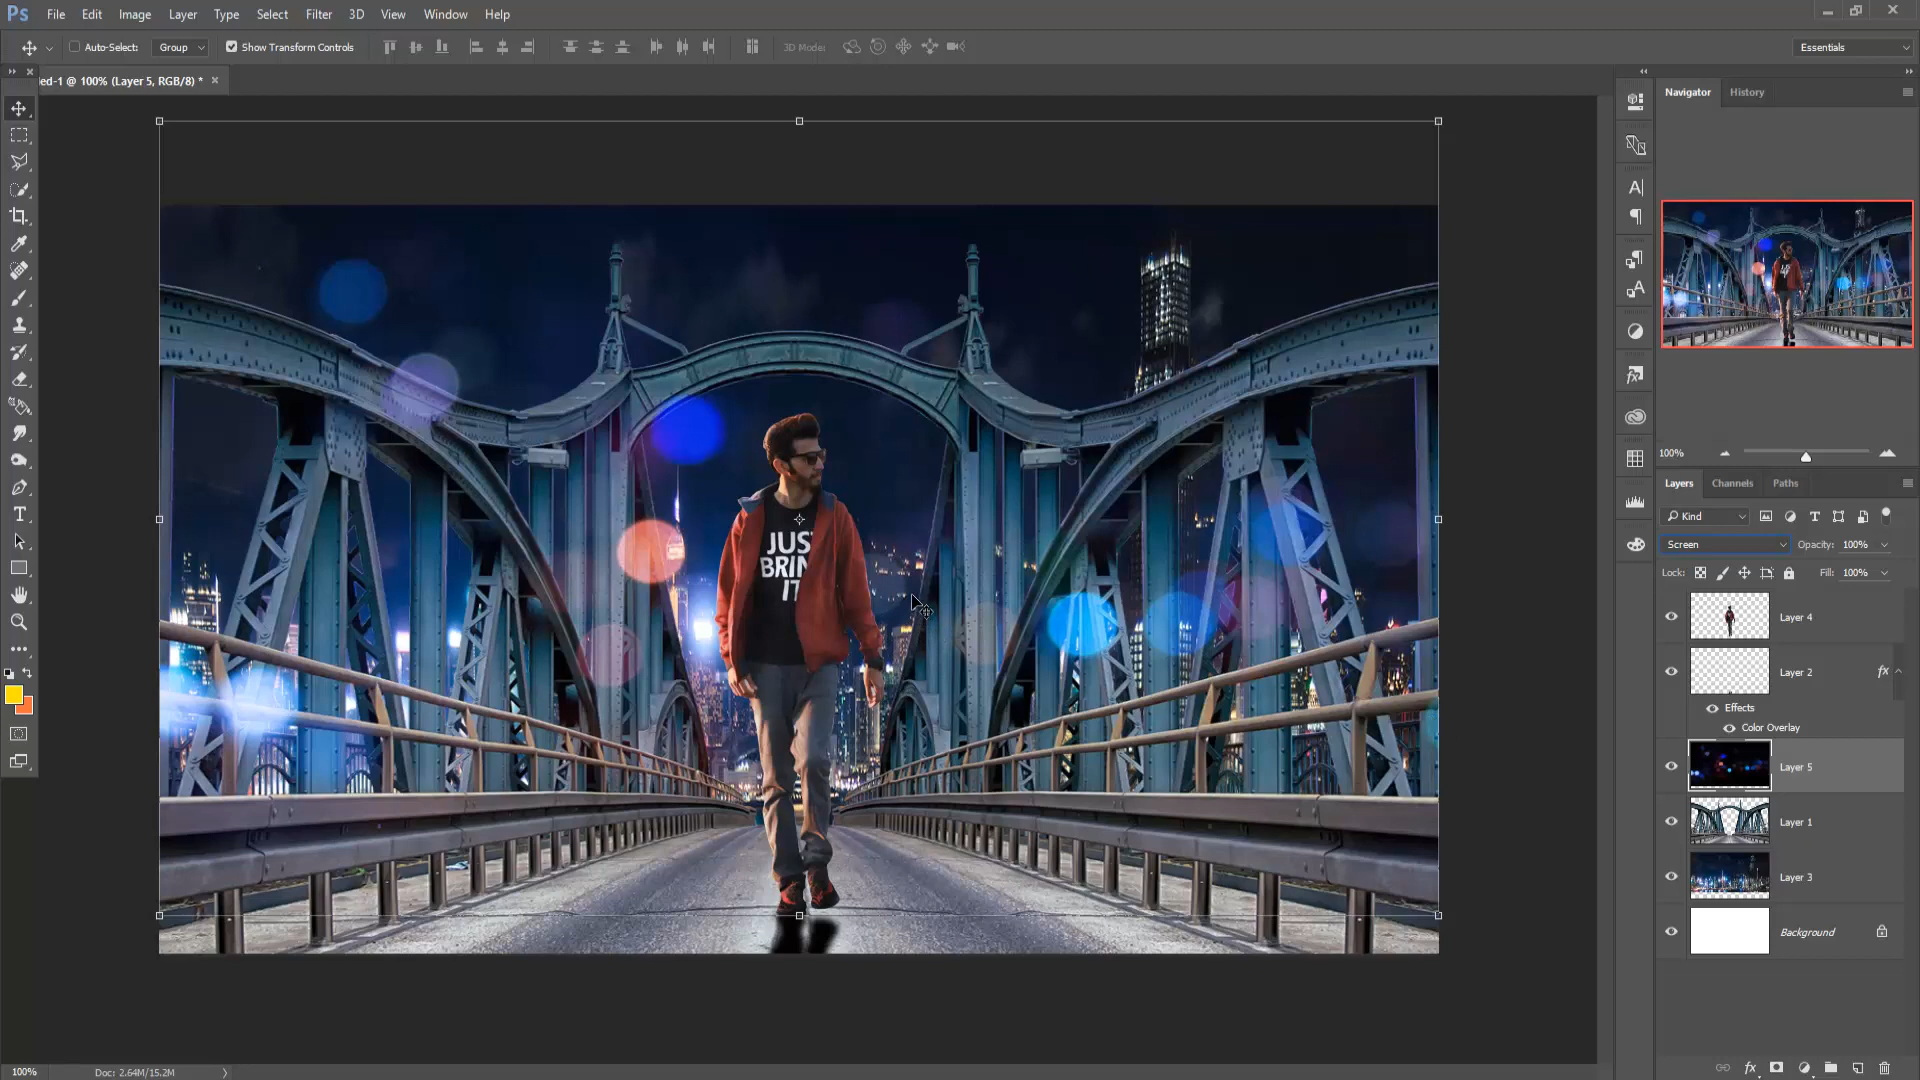 Ps File Edit Image Layer Type Select Filter 3D View Window Help
Auto-Select: Group Show Transform Controls 3D Mode: Essentials
ed-1 @ 100% (Layer 5, RGB/8) *
Navigator History
100%
Layers Channels Paths
Kind
Screen Opacity: 100%
Lock: Fill: 100%
Layer 4
Layer 2 fx
Effects
Color Overlay
Layer 5
Layer 1
Layer 3
Background
JUST
BRIN
IT
100% Doc: 2.64M/15.2M